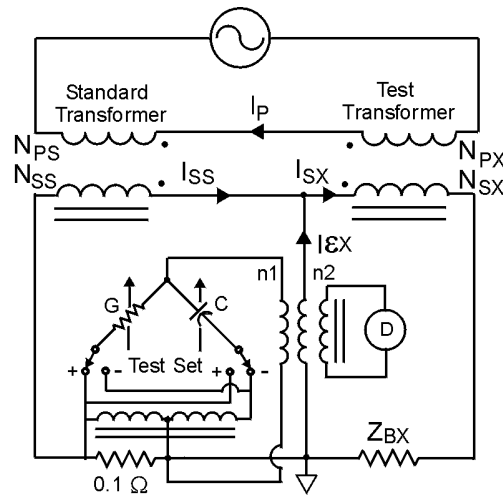 Standard
Transformer
Test
Transformer
IP
NPS
NSS
NPX
NSX
ISS
ISX
IεX
n1
n2
G
C
D
Test Set
+
-
+
-
0.1 Ω
ZBX